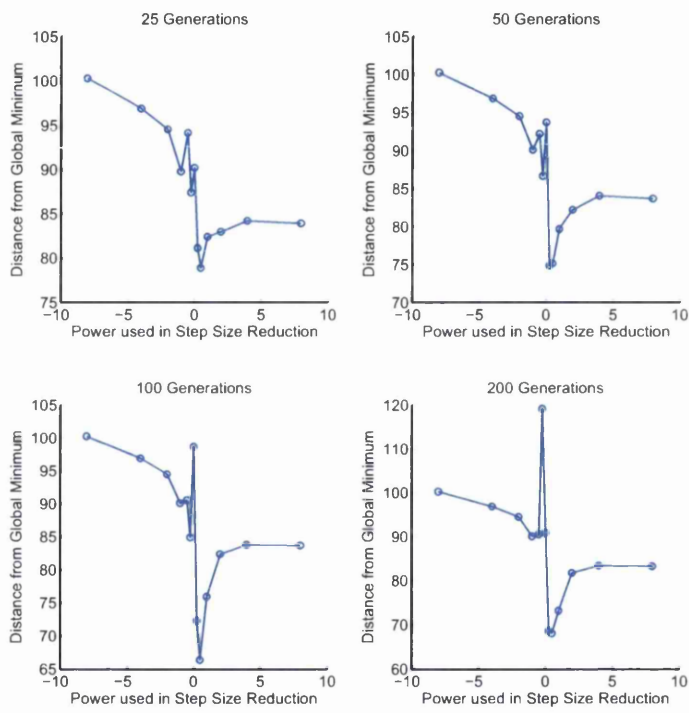 25 Generations
105
100
95
90
85
80
75
−10 −5 0 5 10
Distance from Global Minimum
Power used in Step Size Reduction
50 Generations
105
100
95
90
85
80
75
70
−10 −5 0 5 10
Distance from Global Minimum
Power used in Step Size Reduction
100 Generations
105
100
95
90
85
80
75
70
65
−10 −5 0 5 10
Distance from Global Minimum
Power used in Step Size Reduction
200 Generations
120
110
100
90
80
70
60
−10 −5 0 5 10
Distance from Global Minimum
Power used in Step Size Reduction